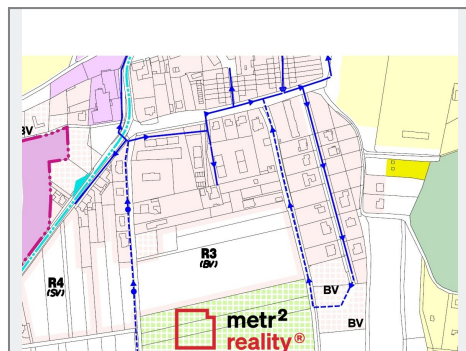 BV
R3
(BV)
R4
(SV)
BV
BV
metr²
reality®